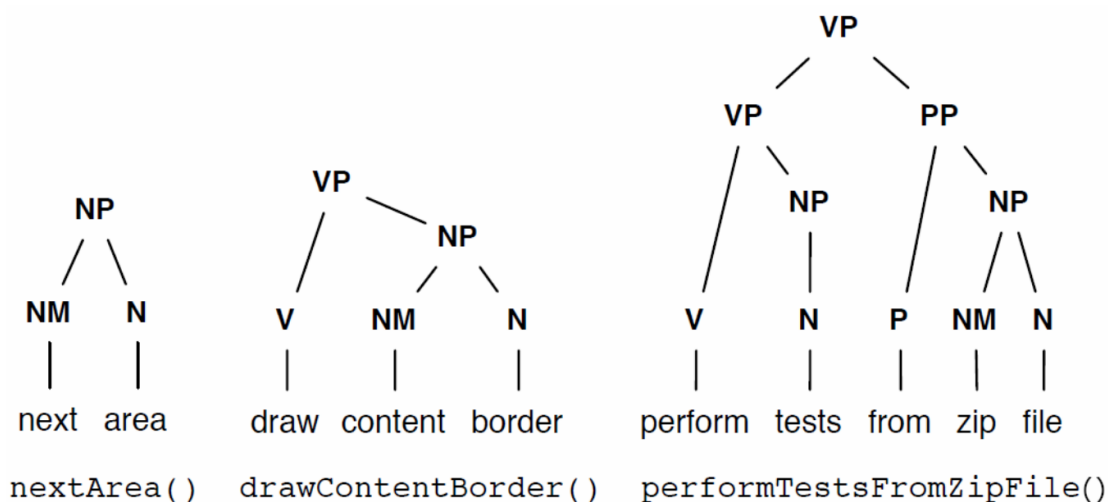 VP
VP PP
VP
NP NP NP
NP
NM N V NM N V N P NM N
next area draw content border perform tests from zip file
nextArea() drawContentBorder() performTestsFromZipFile()